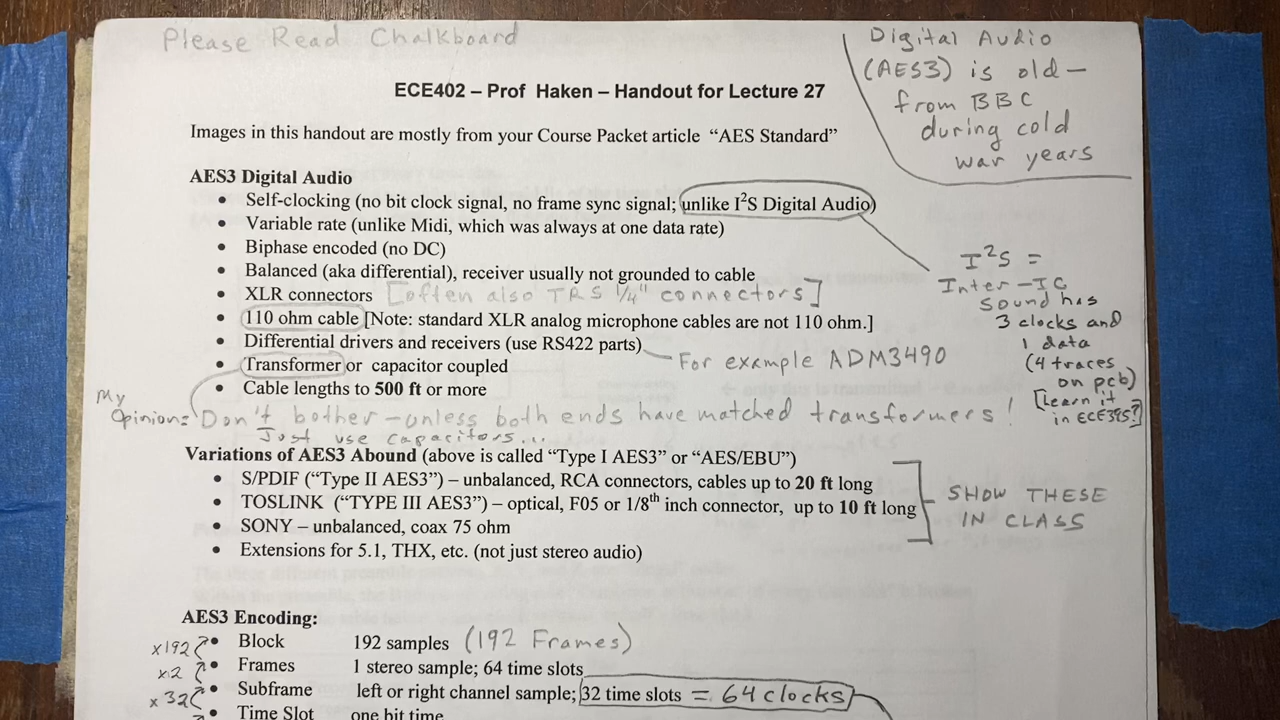 Please Read Chalkboard
Digital Audio
(AES3) is old –
from BBC
during cold
war years
ECE402 – Prof Haken – Handout for Lecture 27
Images in this handout are mostly from your Course Packet article “AES Standard”
AES3 Digital Audio
• Self-clocking (no bit clock signal, no frame sync signal; unlike I²S Digital Audio)
• Variable rate (unlike Midi, which was always at one data rate)
• Biphase encoded (no DC)
• Balanced (aka differential), receiver usually not grounded to cable
• XLR connectors [often also TRS 1/4" connectors]
• 110 ohm cable [Note: standard XLR analog microphone cables are not 110 ohm.]
• Differential drivers and receivers (use RS422 parts) – For example ADM3490
• Transformer or capacitor coupled
• Cable lengths to 500 ft or more
I²S =
Inter-IC
Sound has
3 clocks and
1 data
(4 traces
on pcb)
[Learn it
in ECE395?]
My
Opinion: Don't bother – unless both ends have matched transformers!
Just use capacitors...
Variations of AES3 Abound (above is called “Type I AES3” or “AES/EBU”)
• S/PDIF (“Type II AES3”) – unbalanced, RCA connectors, cables up to 20 ft long
• TOSLINK (“TYPE III AES3”) – optical, F05 or 1/8th inch connector, up to 10 ft long
• SONY – unbalanced, coax 75 ohm
• Extensions for 5.1, THX, etc. (not just stereo audio)
SHOW THESE
IN CLASS
AES3 Encoding:
x192 • Block 192 samples (192 Frames)
x2 • Frames 1 stereo sample; 64 time slots
x32 • Subframe left or right channel sample; 32 time slots = 64 clocks
• Time Slot one bit time